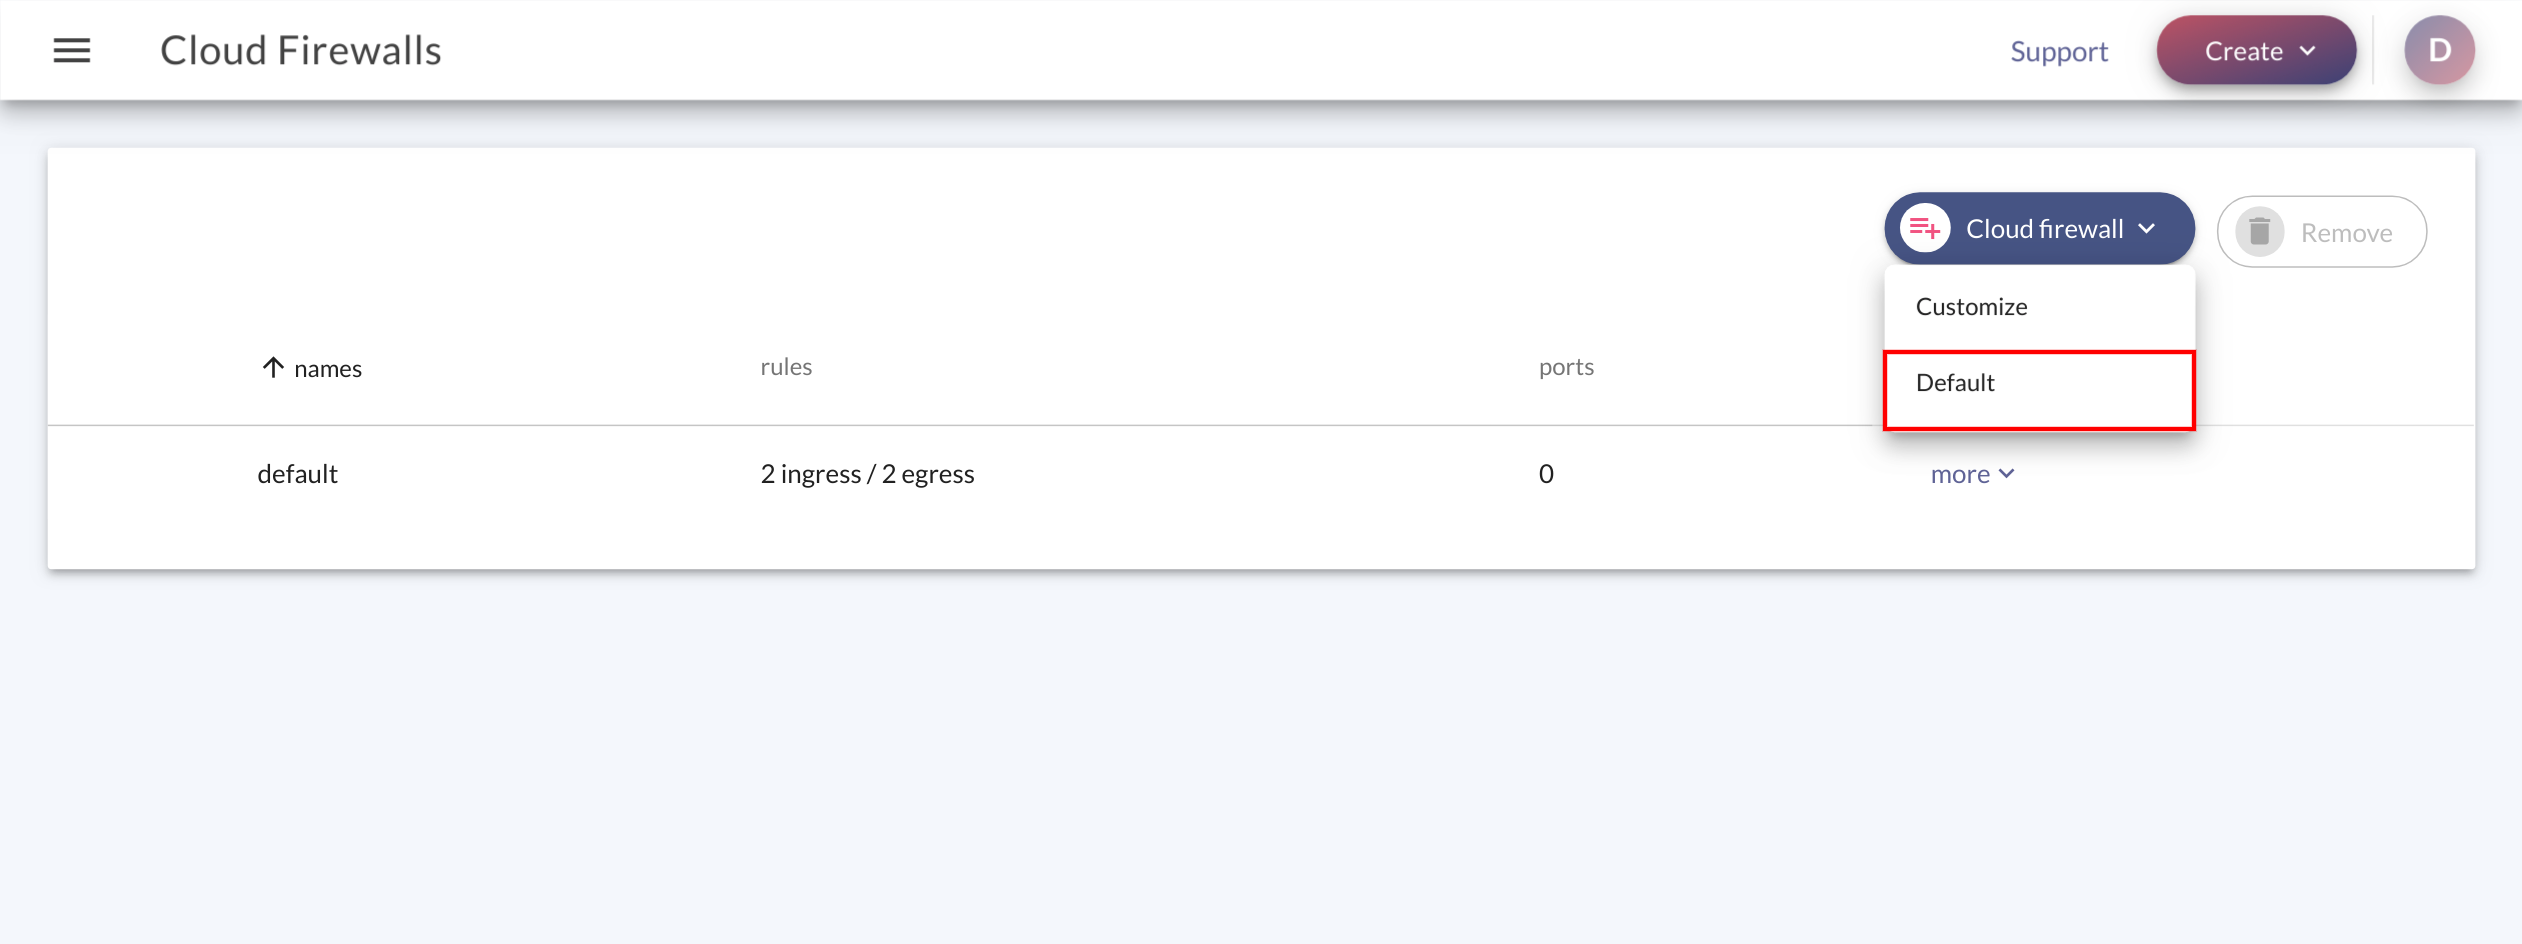 Cloud Firewalls
Support
Create
D
Cloud firewall
Remove
Customize
Default
names
rules
ports
default
2 ingress / 2 egress
0
more